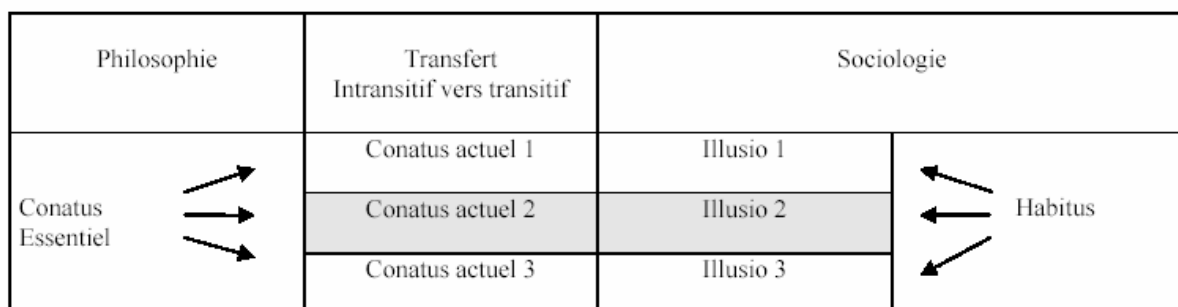 Philosophie
Transfert
Intransitif vers transitif
Sociologie
Conatus actuel 1
Illusio 1
Conatus
Essentiel
Conatus actuel 2
Illusio 2
Habitus
Conatus actuel 3
Illusio 3